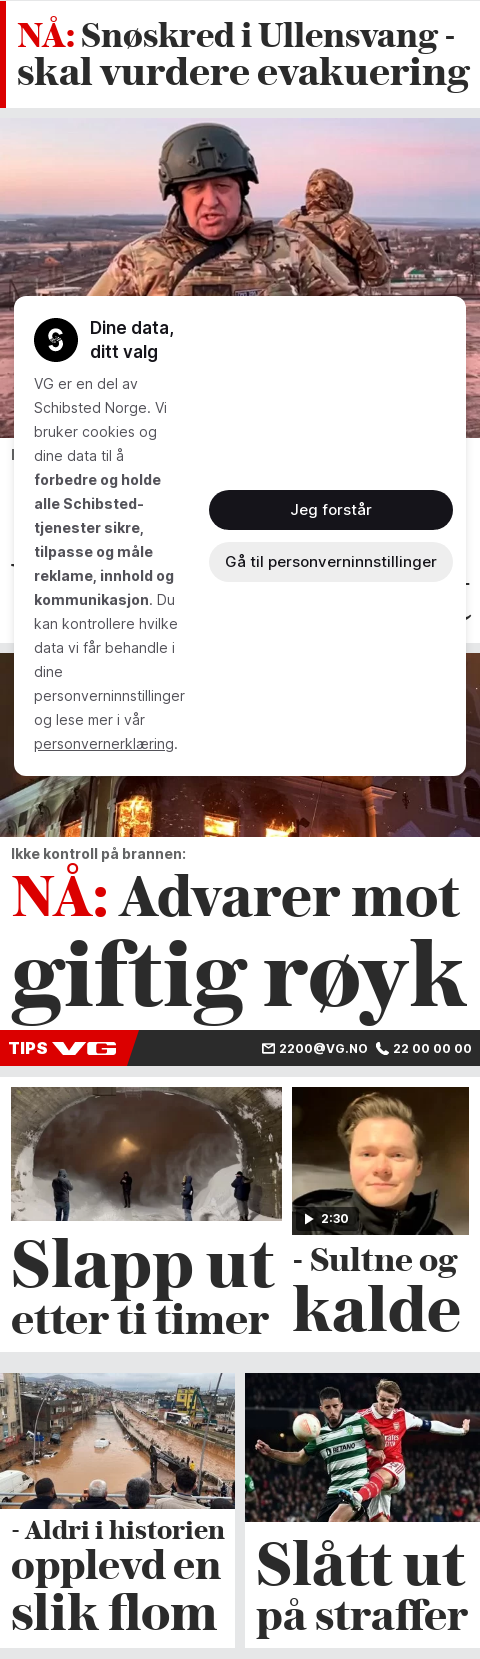 NÅ: Snøskred i Ullensvang -
skal vurdere evakuering
Dine data,
ditt valg
VG er en del av
Schibsted Norge. Vi
bruker cookies og
dine data til å
forbedre og holde
alle Schibsted-
tjenester sikre,
tilpasse og måle
reklame, innhold og
kommunikasjon. Du
kan kontrollere hvilke
data vi får behandle i
dine
personverninnstillinger
og lese mer i vår
personvernerklæring.
Jeg forstår
Gå til personverninnstillinger
Ikke kontroll på brannen:
NÅ: Advarer mot
giftig røyk
TIPS VG 2200@VG.NO 22 00 00 00
2:30
Slapp ut
etter ti timer
- Sultne og
kalde
BETANO
- Aldri i historien
opplevd en
slik flom
Slått ut
på straffer